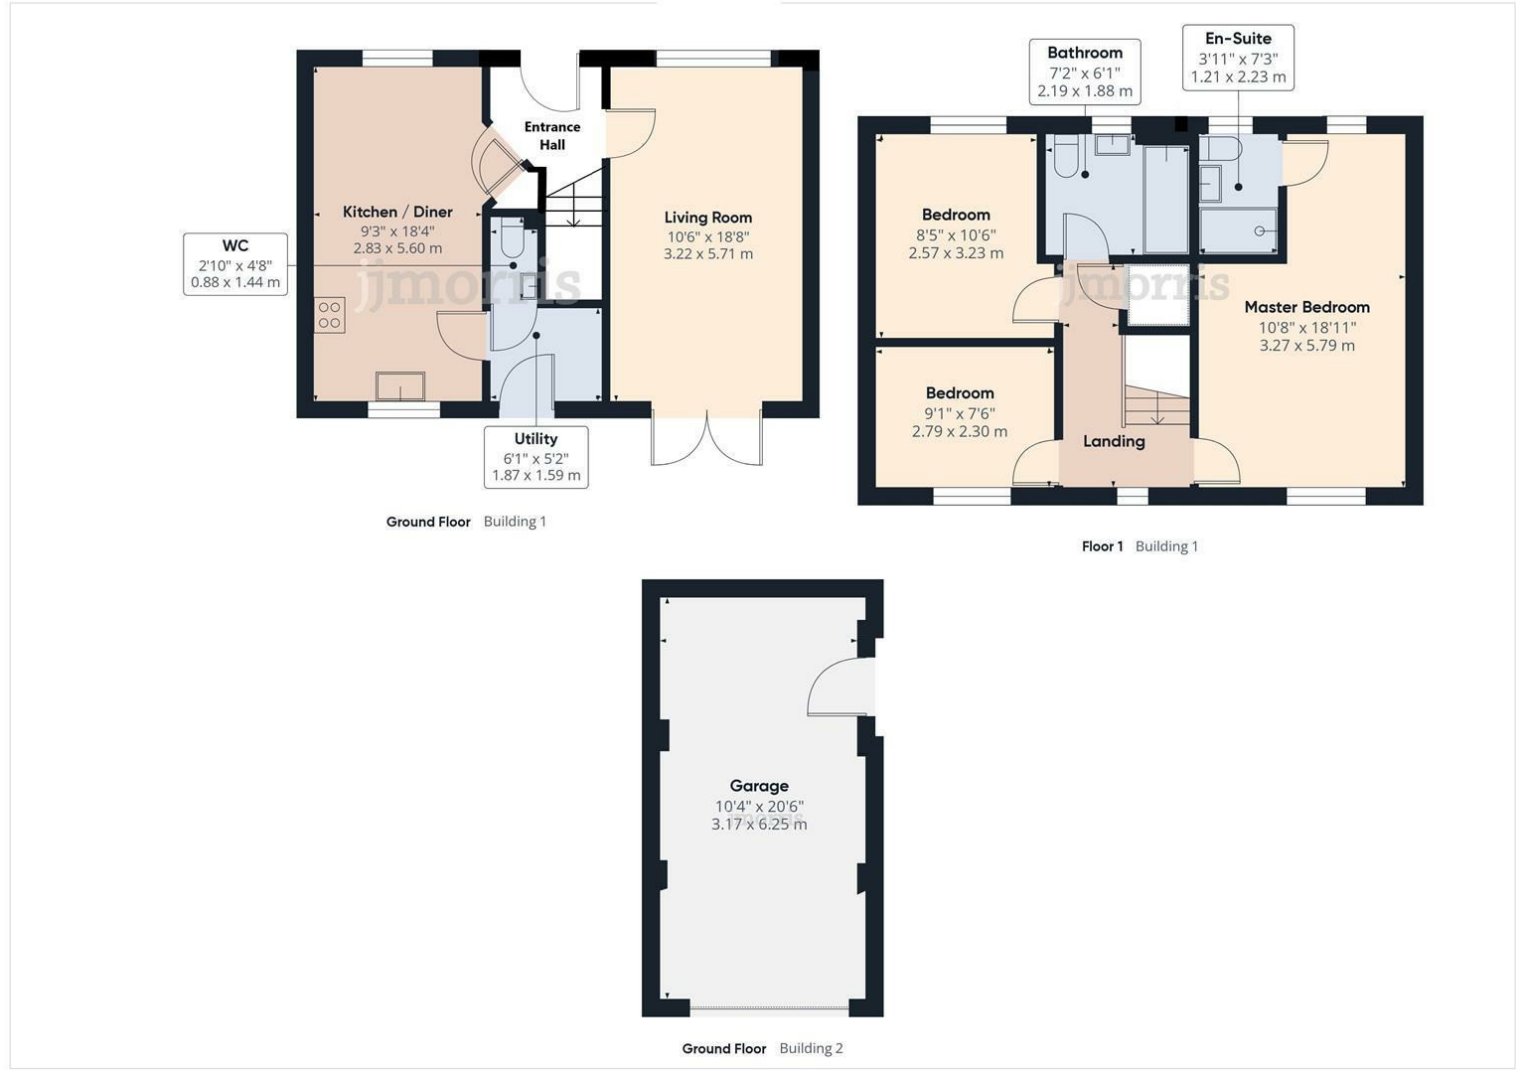 Entrance
Hall
Kitchen / Diner
9'3" x 18'4"
2.83 x 5.60 m
Living Room
10'6" x 18'8"
3.22 x 5.71 m
WC
2'10" x 4'8"
0.88 x 1.44 m
jjmorris
Utility
6'1" x 5'2"
1.87 x 1.59 m
Ground Floor Building 1
Bathroom
7'2" x 6'1"
2.19 x 1.88 m
En-Suite
3'11" x 7'3"
1.21 x 2.23 m
Bedroom
8'5" x 10'6"
2.57 x 3.23 m
jjmorris
Master Bedroom
10'8" x 18'11"
3.27 x 5.79 m
Bedroom
9'1" x 7'6"
2.79 x 2.30 m
Landing
Floor 1 Building 1
Garage
10'4" x 20'6"
jjmorris
3.17 x 6.25 m
Ground Floor Building 2